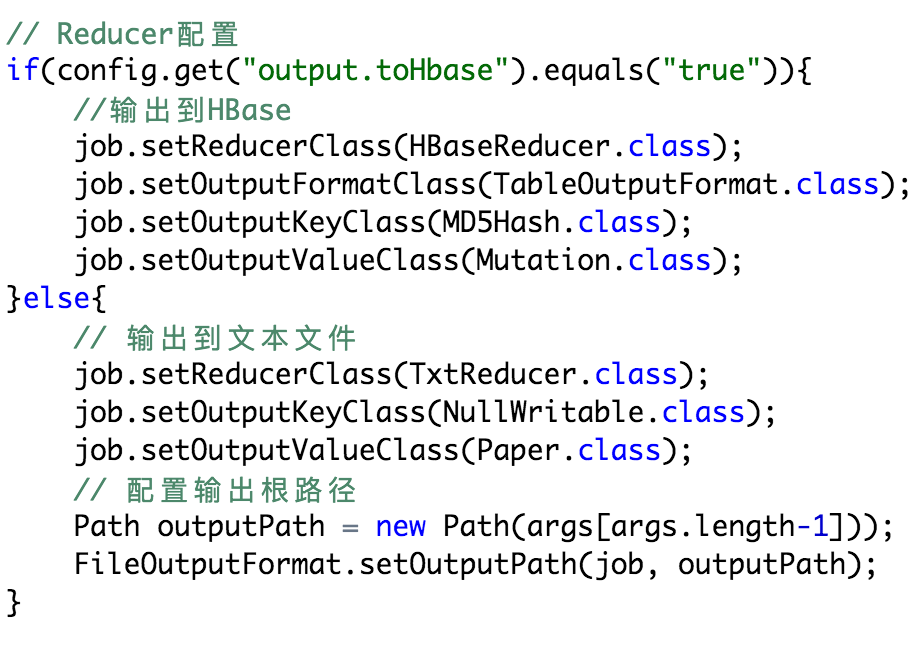 // Reducer配置
if(config.get("output.toHbase").equals("true")){
    //输出到HBase
    job.setReducerClass(HBaseReducer.class);
    job.setOutputFormatClass(TableOutputFormat.class);
    job.setOutputKeyClass(MD5Hash.class);
    job.setOutputValueClass(Mutation.class);
}else{
    // 输出到文本文件
    job.setReducerClass(TxtReducer.class);
    job.setOutputKeyClass(NullWritable.class);
    job.setOutputValueClass(Paper.class);
    // 配置输出根路径
    Path outputPath = new Path(args[args.length-1]));
    FileOutputFormat.setOutputPath(job, outputPath);
}